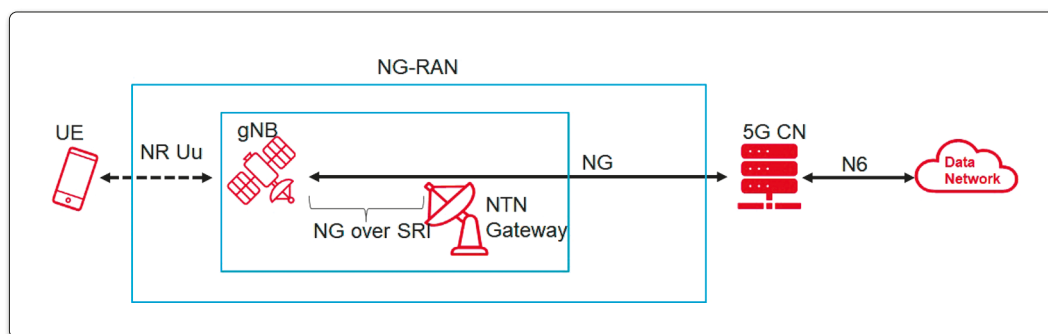 NG-RAN
UE
NR Uu
gNB
NG over SRI
NTN
Gateway
NG
5G CN
N6
Data
Network